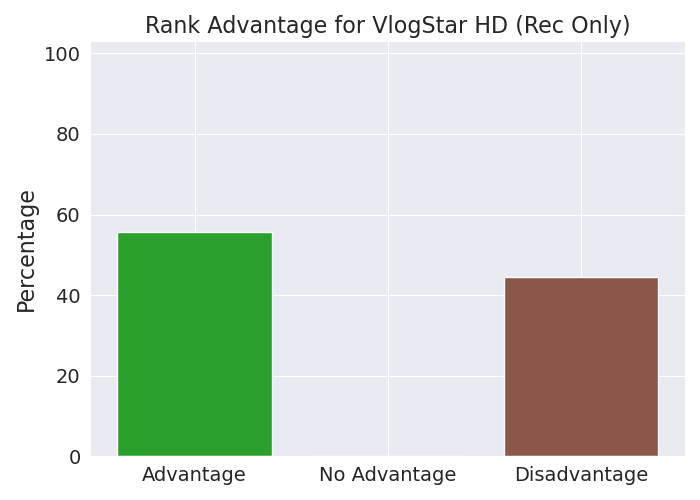 Rank Advantage for VlogStar HD (Rec Only)
Percentage
100
80
60
40
20
0
Advantage
No Advantage
Disadvantage